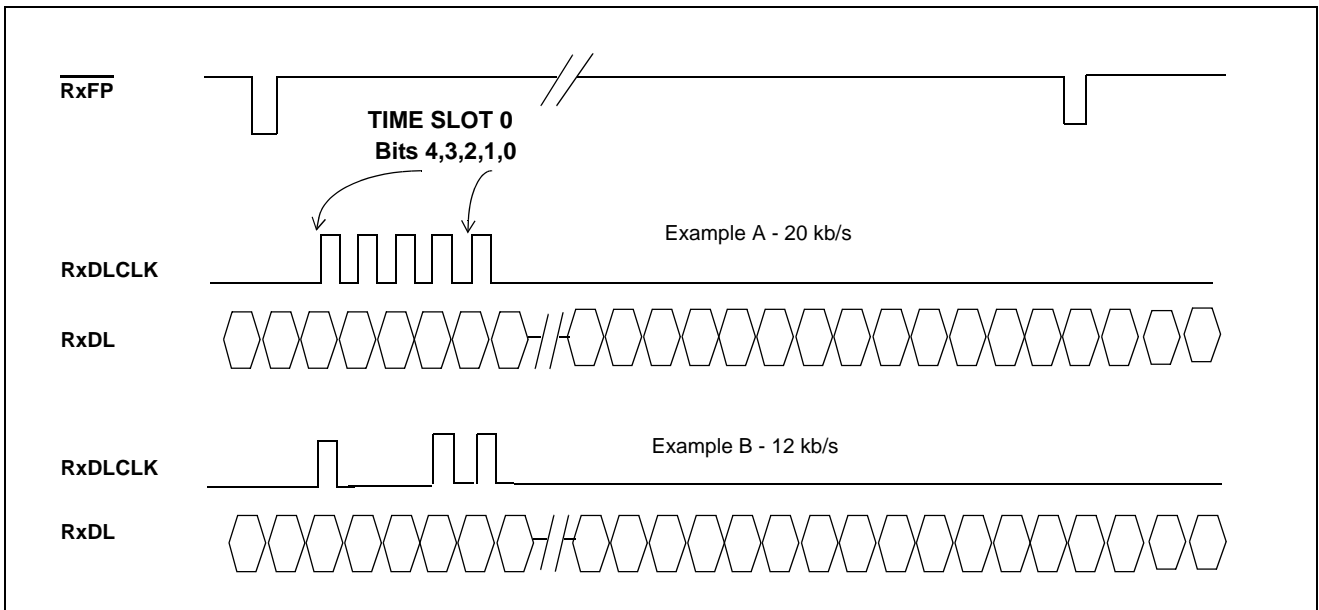 RxFP
TIME SLOT 0
Bits 4,3,2,1,0
Example A - 20 kb/s
RxDLCLK
RxDL
Example B - 12 kb/s
RxDLCLK
RxDL